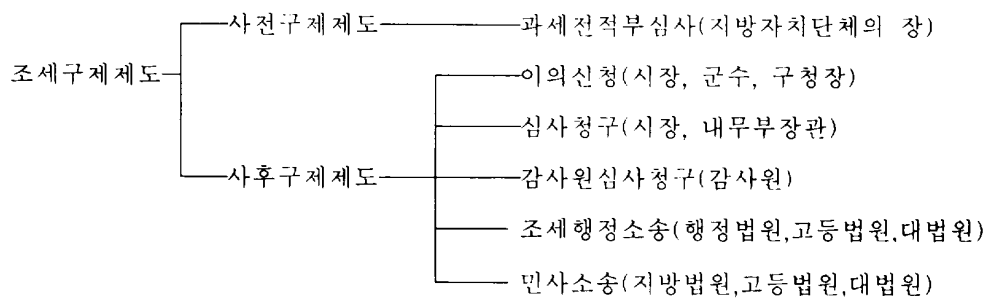 사전구제제도 과세전적부심사(지방자치단체의 장)
조세구제제도 이의신청(시장, 군수, 구청장)
심사청구(시장, 내무부장관)
사후구제제도 감사원심사청구(감사원)
조세행정소송(행정법원,고등법원,대법원)
민사소송(지방법원,고등법원,대법원)